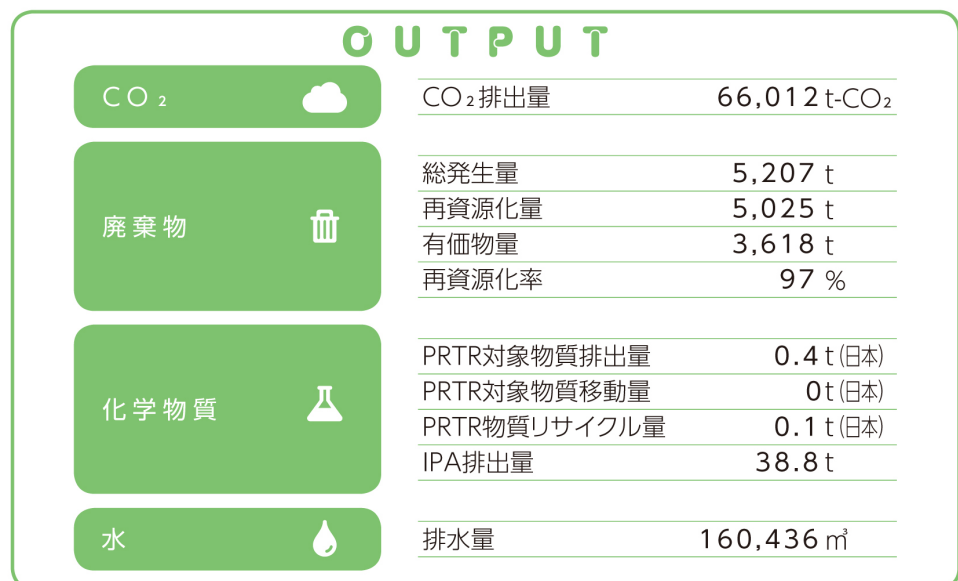 OUTPUT
CO₂
CO₂排出量 66,012 t-CO₂
廃棄物
総発生量 5,207 t
再資源化量 5,025 t
有価物量 3,618 t
再資源化率 97 %
化学物質
PRTR対象物質排出量 0.4 t(日本)
PRTR対象物質移動量 0t(日本)
PRTR物質リサイクル量 0.1 t(日本)
IPA排出量 38.8 t
水
排水量 160,436 ㎥